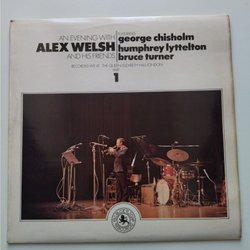 AN EVENING WITH
ALEX WELSH
AND HIS FRIENDS
FEATURING
george chisholm
humphrey lyttelton
bruce turner
RECORDED LIVE AT THE QUEEN ELIZABETH HALL LONDON
1